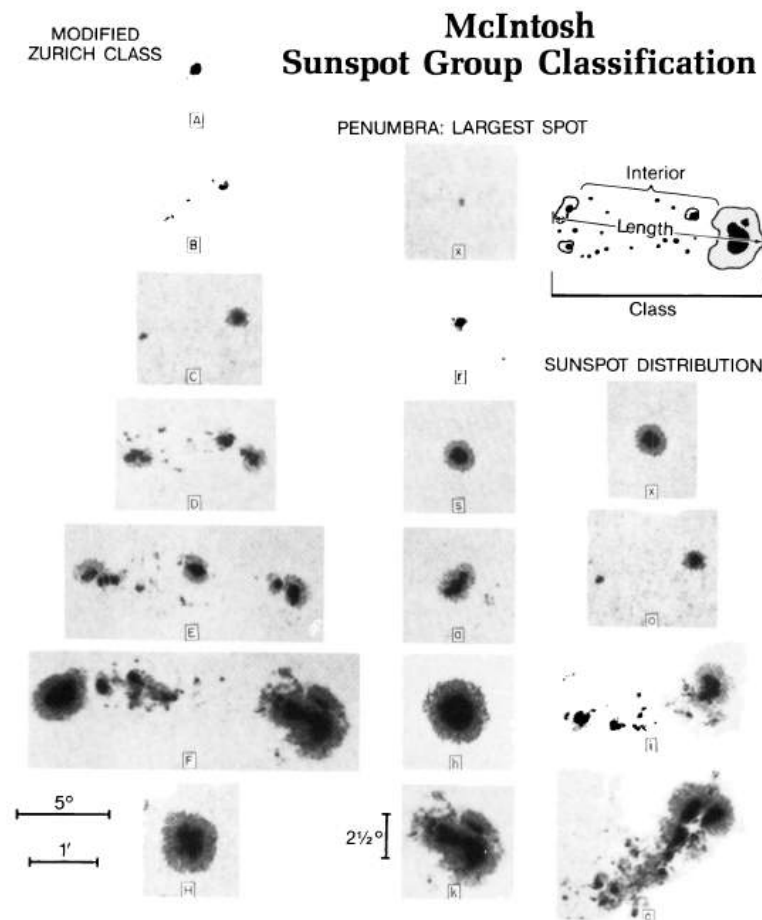 McIntosh
Sunspot Group Classification
MODIFIED
ZURICH CLASS
A
B
C
D
E
F
H
5°
1'
PENUMBRA: LARGEST SPOT
x
r
s
a
h
k
2½°
Interior
Length
Class
SUNSPOT DISTRIBUTION
x
o
i
c